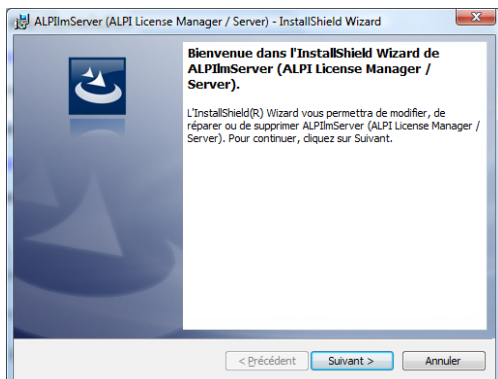 ALPIlmServer (ALPI License Manager / Server) - InstallShield Wizard
Bienvenue dans l'InstallShield Wizard de
ALPIlmServer (ALPI License Manager /
Server).
L'InstallShield(R) Wizard vous permettra de modifier, de
réparer ou de supprimer ALPIlmServer (ALPI License Manager /
Server). Pour continuer, cliquez sur Suivant.
< Précédent
Suivant >
Annuler